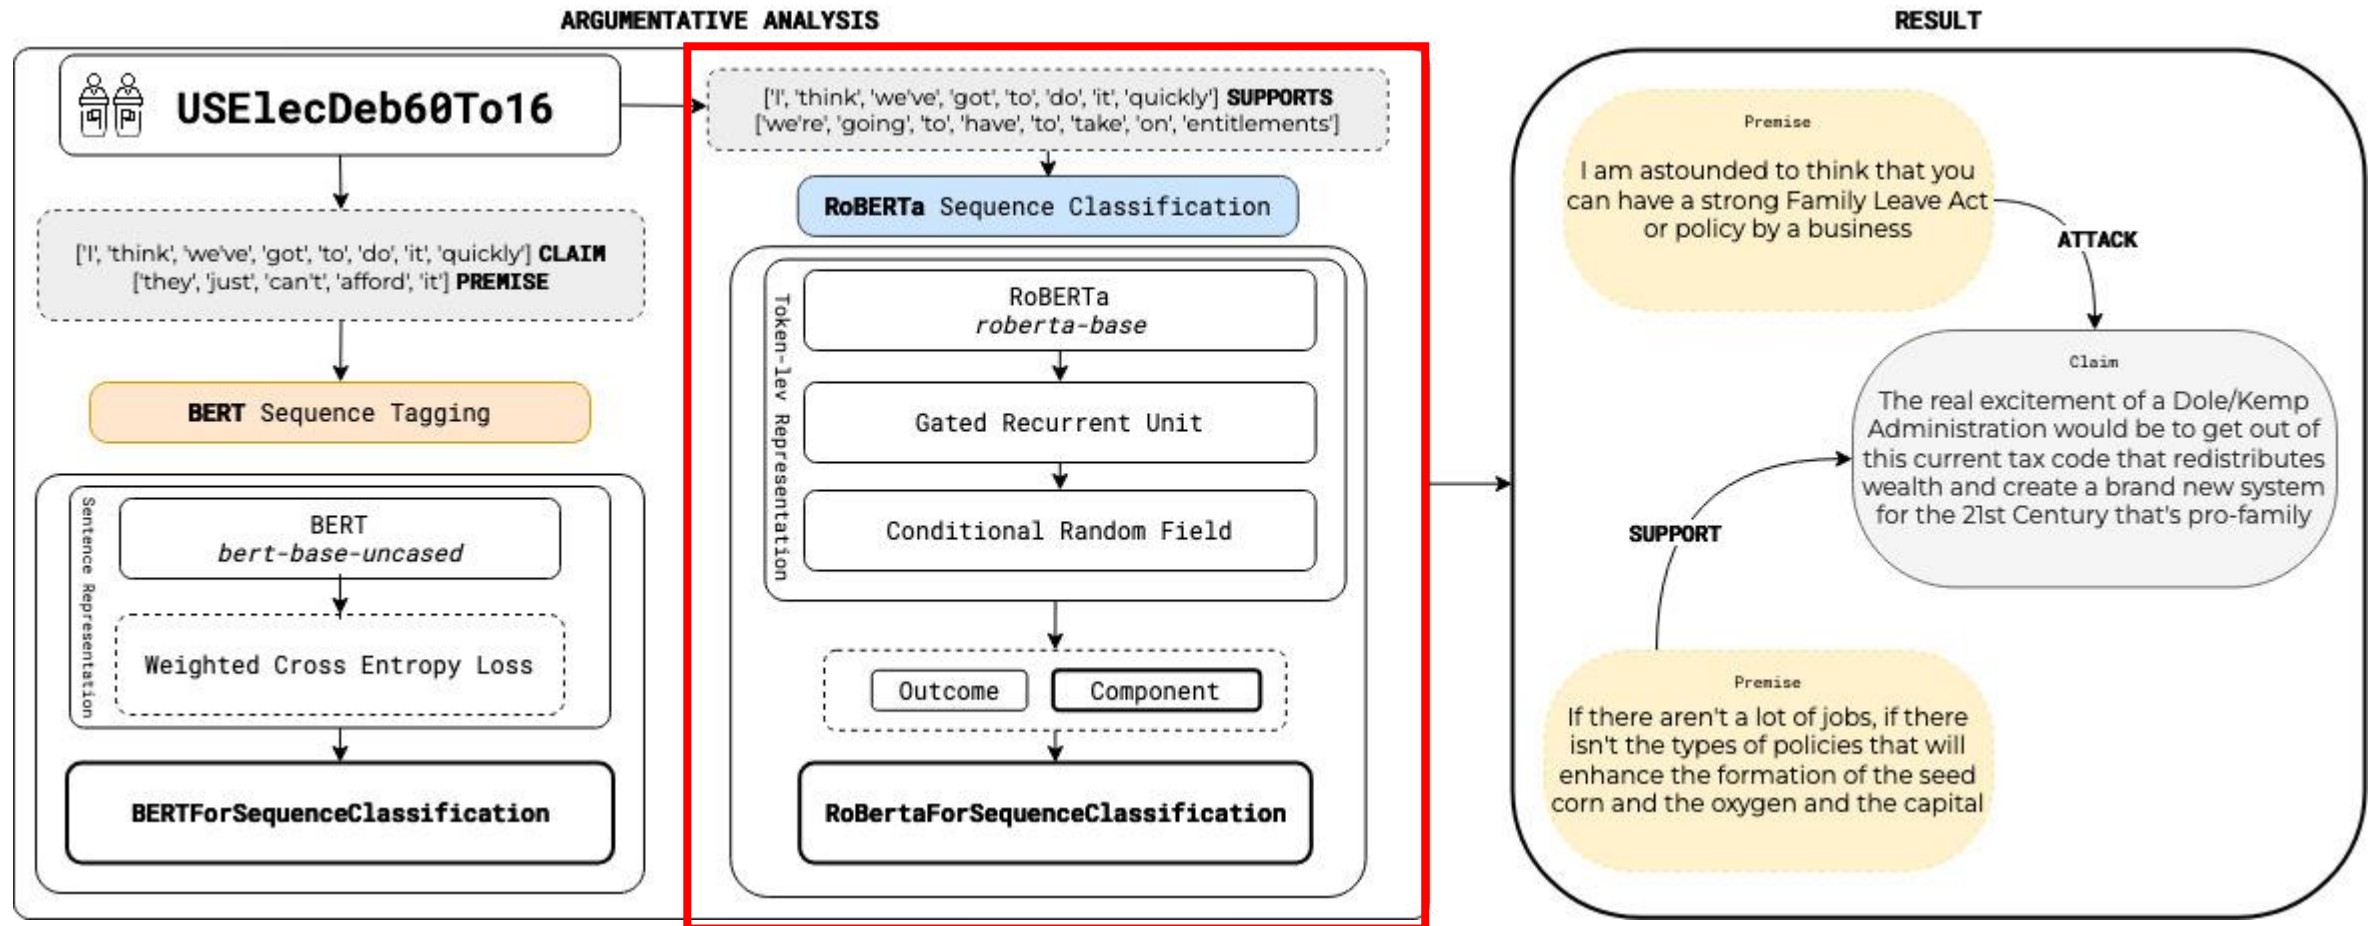 ARGUMENTATIVE ANALYSIS
USElecDeb60To16
['I', 'think', 'we've', 'got', 'to', 'do', 'it', 'quickly'] CLAIM
['they', 'just', 'can't', 'afford', 'it'] PREMISE
BERT Sequence Tagging
Sentence Representation
BERT
bert-base-uncased
Weighted Cross Entropy Loss
BERTForSequenceClassification
['I', 'think', 'we've', 'got', 'to', 'do', 'it', 'quickly'] SUPPORTS
['we're', 'going', 'to', 'have', 'to', 'take', 'on', 'entitlements']
RoBERTa Sequence Classification
Token-lev Representation
RoBERTa
roberta-base
Gated Recurrent Unit
Conditional Random Field
Outcome
Component
RoBertaForSequenceClassification
RESULT
Premise
I am astounded to think that you
can have a strong Family Leave Act
or policy by a business
ATTACK
Claim
The real excitement of a Dole/Kemp
Administration would be to get out of
this current tax code that redistributes
wealth and create a brand new system
for the 21st Century that's pro-family
SUPPORT
Premise
If there aren't a lot of jobs, if there
isn't the types of policies that will
enhance the formation of the seed
corn and the oxygen and the capital